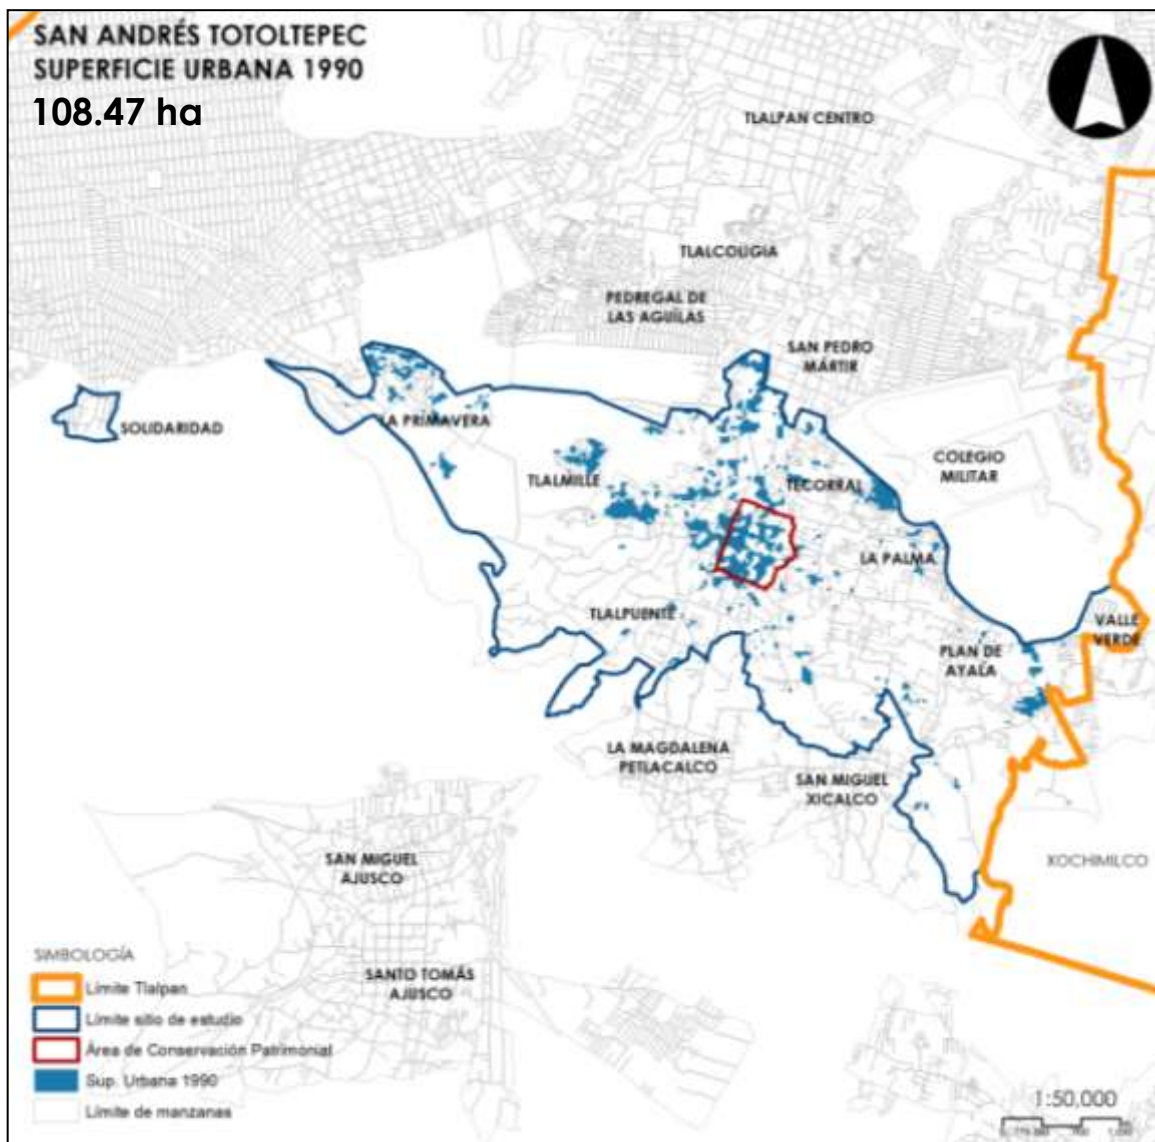 SAN ANDRÉS TOTOLTEPEC
SUPERFICIE URBANA 1990
108.47 ha
TLALPAN CENTRO
TLALCOLIGIA
PEDREGAL DE
LAS AGUÍLAS
SAN PEDRO
MÁRTIR
SOLIDARIDAD
LA PRIMAVERA
COLEGIO
MILITAR
TLALMILLE
TECORRAL
LA PALMA
TLALPUENTE
VALLE
VERDE
PLAN DE
AYALA
LA MAGDALENA
PETLACALCO
SAN MIGUEL
XICALCO
XOCHIMILCO
SAN MIGUEL
AJUSCO
SANTO TOMÁS
AJUSCO
SIMBOLOGÍA
Límite Tlalpan
Límite sitio de estudio
Área de Conservación Patrimonial
Sup. Urbana 1990
Límite de manzanas
1:50,000